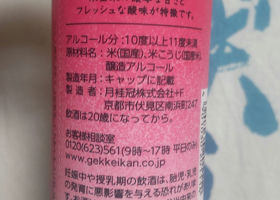 フレッシュな酸味が特徴です。
アルコール分：10度以上11度未満
原材料名：米(国産)、米こうじ(国産米)、
醸造アルコール
製造年月：キャップに記載
製造者：月桂冠株式会社+F
京都市伏見区南浜町247
飲酒は20歳になってから。
お客様相談室
0120(623)561(9時〜17時 平日のみ)
www.gekkeikan.co.jp
妊娠中や授乳期の飲酒は、胎児・乳児
の発育に悪影響を与える恐れがありま